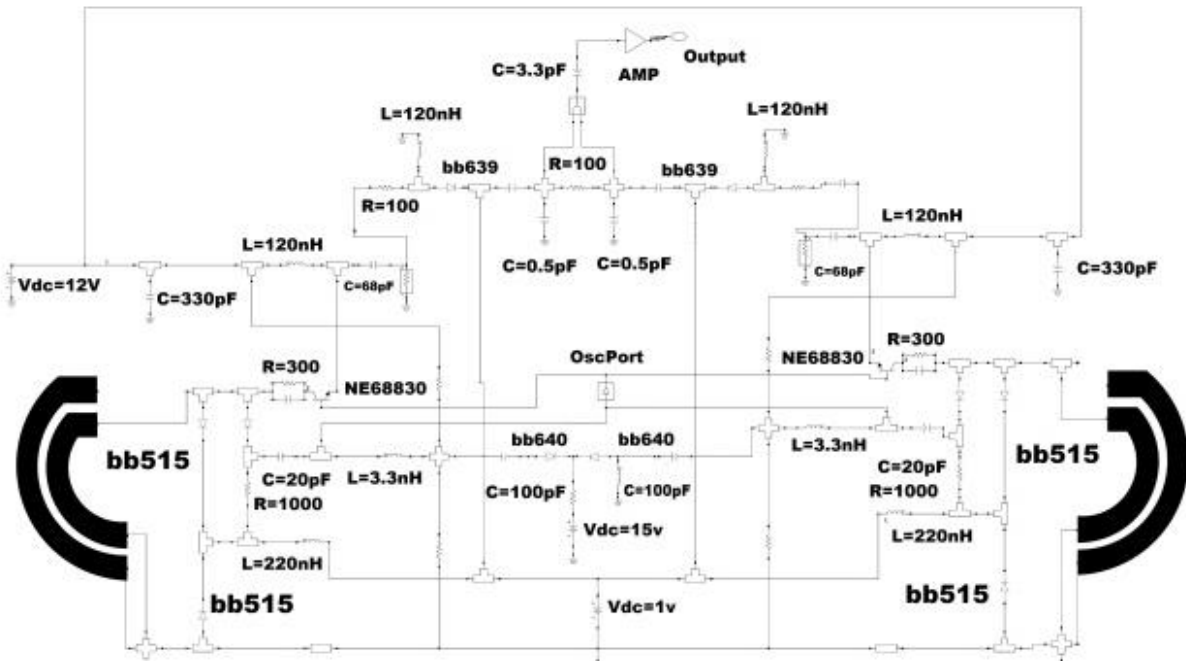 Output
AMP
C=3.3pF
L=120nH
L=120nH
bb639
R=100
bb639
R=100
L=120nH
L=120nH
C=0.5pF
C=0.5pF
Vdc=12V
C=330pF
C=68pF
C=68pF
C=330pF
OscPort
R=300
NE68830
NE68830
R=300
bb640
bb640
bb515
C=20pF
L=3.3nH
C=100pF
C=100pF
L=3.3nH
C=20pF
bb515
R=1000
R=1000
Vdc=15v
L=220nH
L=220nH
bb515
Vdc=1v
bb515